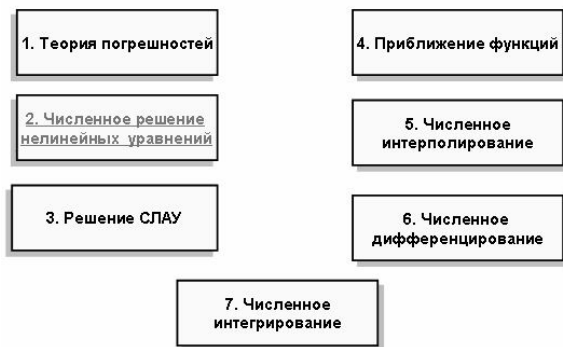 1. Теория погрешностей
2. Численное решение
нелинейных уравнений
3. Решение СЛАУ
4. Приближение функций
5. Численное
интерполирование
6. Численное
дифференцирование
7. Численное
интегрирование